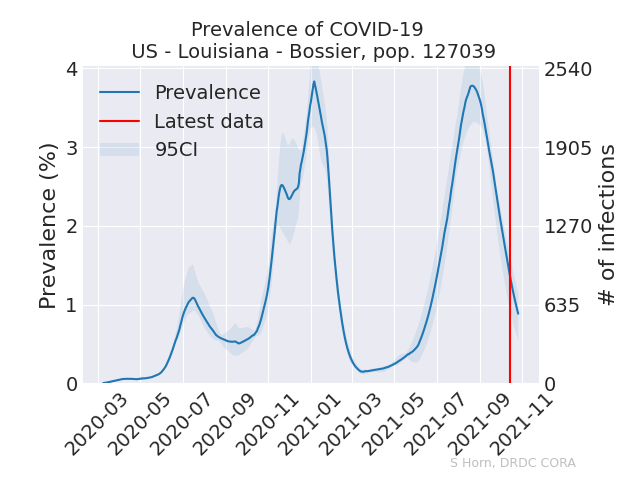 Prevalence of COVID-19
US - Louisiana - Bossier, pop. 127039
Prevalence
Latest data
95CI
Prevalence (%)
4
3
2
1
0
2540
1905
1270
635
0
# of infections
2020-03
2020-05
2020-07
2020-09
2020-11
2021-01
2021-03
2021-05
2021-07
2021-09
2021-11
S Horn, DRDC CORA